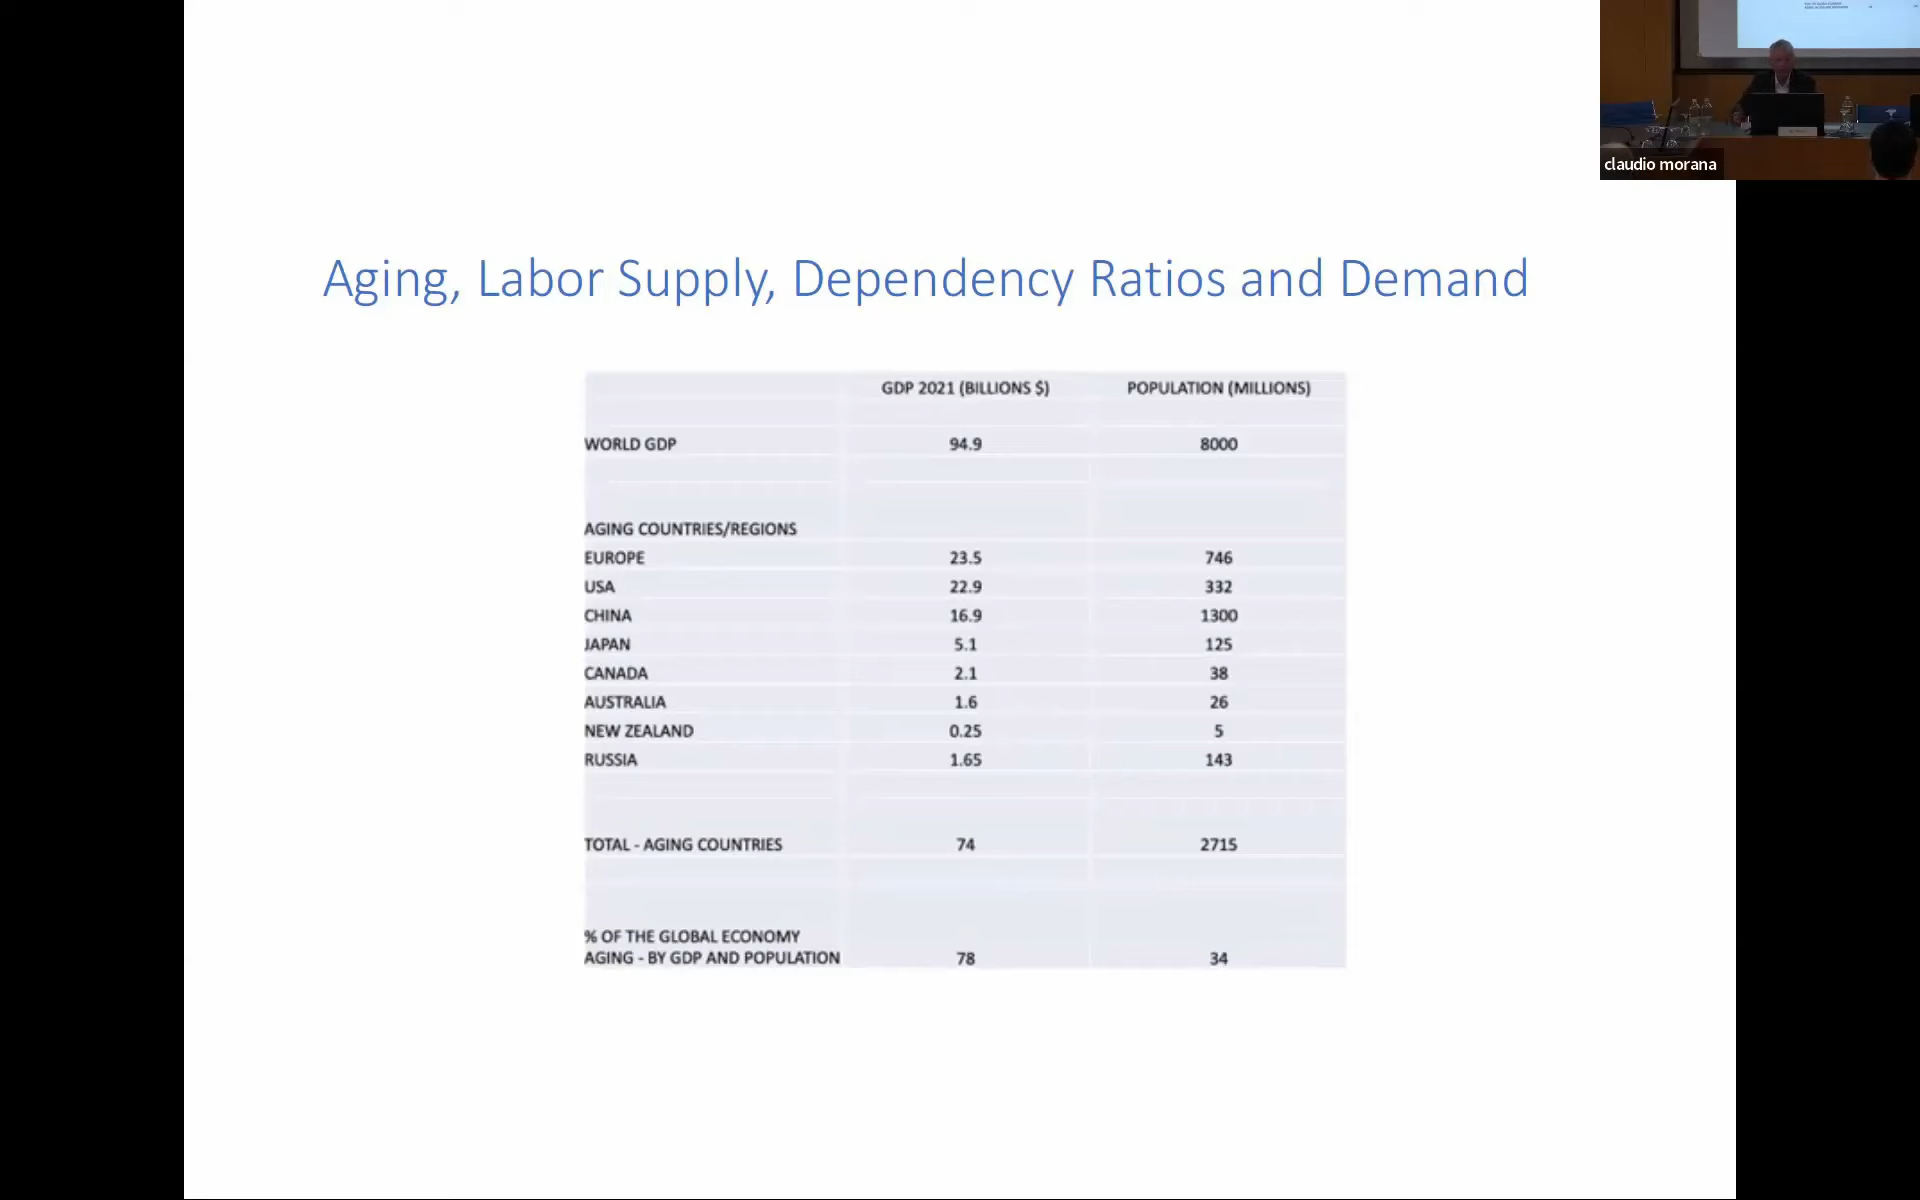 claudio morana
Aging, Labor Supply, Dependency Ratios and Demand
GDP 2021 (BILLIONS $) POPULATION (MILLIONS)
WORLD GDP 94.9 8000
AGING COUNTRIES/REGIONS
EUROPE 23.5 746
USA 22.9 332
CHINA 16.9 1300
JAPAN 5.1 125
CANADA 2.1 38
AUSTRALIA 1.6 26
NEW ZEALAND 0.25 5
RUSSIA 1.65 143
TOTAL - AGING COUNTRIES 74 2715
% OF THE GLOBAL ECONOMY
AGING - BY GDP AND POPULATION 78 34